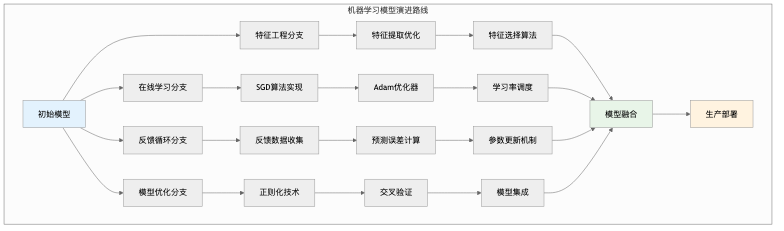 机器学习模型演进路线
特征工程分支
特征提取优化
特征选择算法
在线学习分支
SGD算法实现
Adam优化器
学习率调度
初始模型
模型融合
生产部署
反馈循环分支
反馈数据收集
预测误差计算
参数更新机制
模型优化分支
正则化技术
交叉验证
模型集成